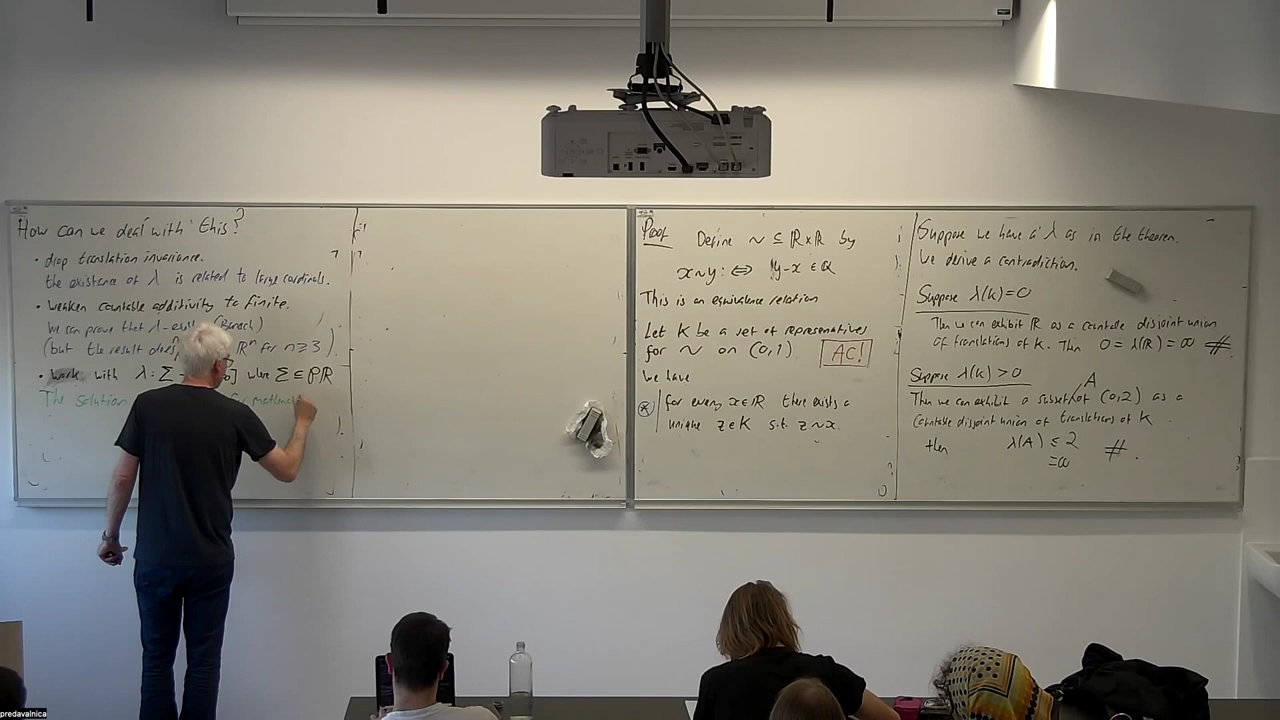 How can we deal with this?
• drop translation invariance.
the existence of λ is related to large cardinals.
• weaken countable additivity to finite.
We can prove that λ exists (Banach)
(but the result does ℝⁿ for n≥3).
• work with λ: Σ ∞] where Σ ⊆ 𝒫ℝ
The solution for mathem
Proof Define ~ ⊆ ℝ×ℝ by
x~y :⇔ y-x ∈ ℚ
This is an equivalence relation
Let K be a set of representatives
for ~ on (0,1) AC!
We have
⊛ for every x∈ℝ there exists a
unique z∈K s.t. z~x.
Suppose we have a λ as in the theorem.
We derive a contradiction.
Suppose λ(K)=0
Then we can exhibit ℝ as a countable disjoint union
of translations of K. Then 0=λ(ℝ)=∞ #
Suppose λ(K)>0
Then we can exhibit a subset A of (0,2) as a
countable disjoint union of translations of K
then λ(A) ≤ 2 #.
=∞
predavalnica